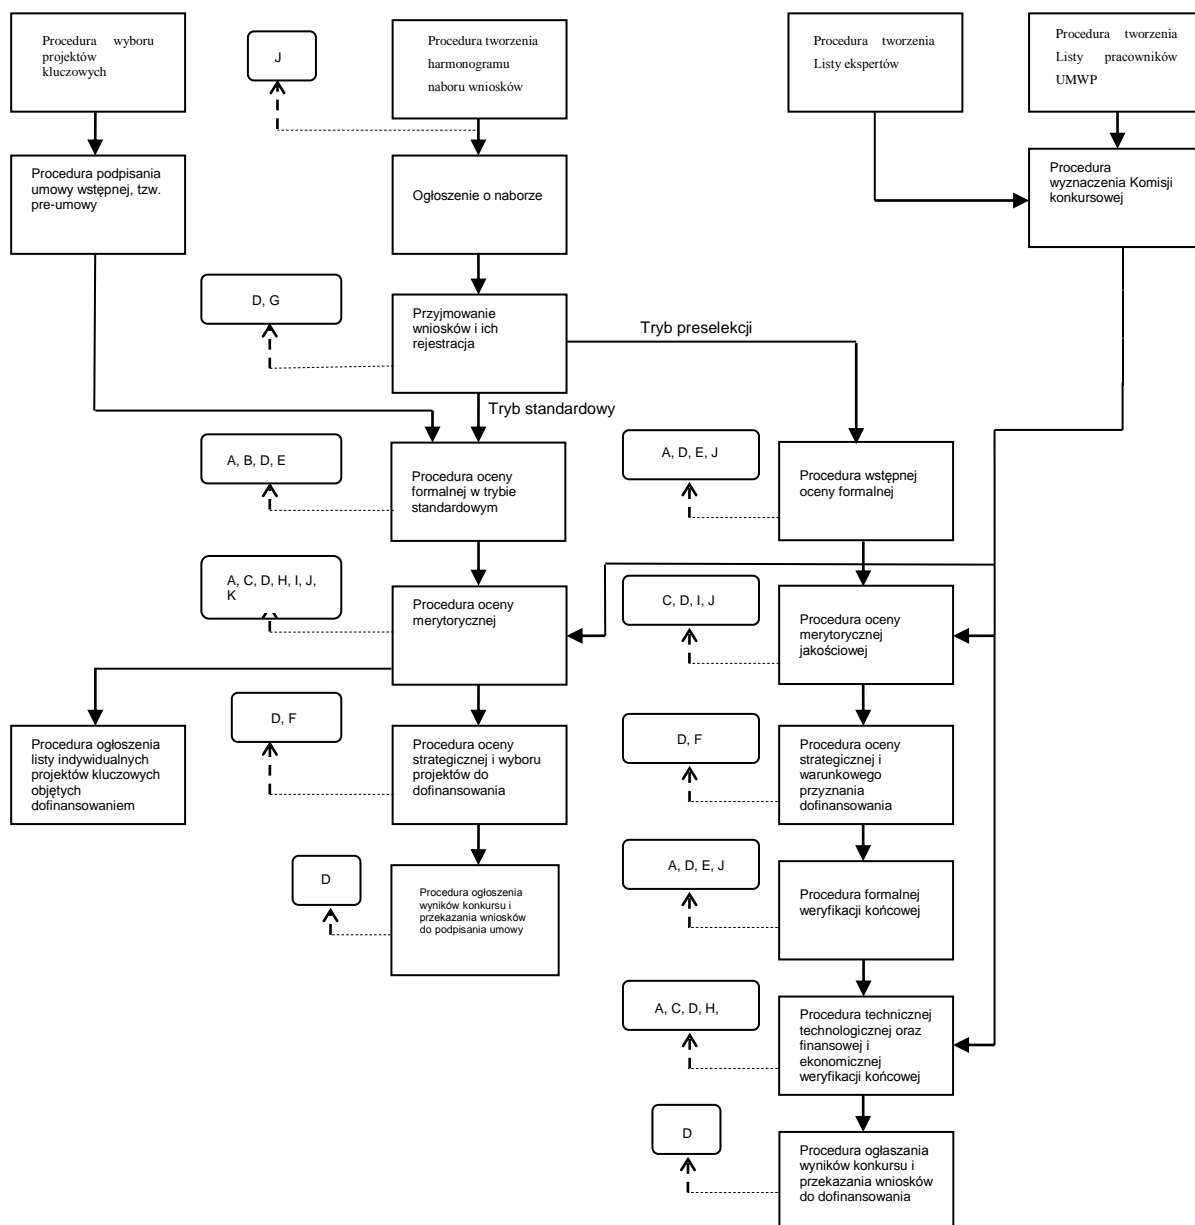 Procedura wyboru
projektów
kluczowych
J
Procedura tworzenia
harmonogramu
naboru wniosków
Procedura tworzenia
Listy ekspertów
Procedura tworzenia
Listy pracowników
UMWP
Procedura podpisania
umowy wstępnej, tzw.
pre-umowy
Ogłoszenie o naborze
Procedura
wyznaczenia Komisji
konkursowej
D, G
Przyjmowanie
wniosków i ich
rejestracja
Tryb preselekcji
Tryb standardowy
A, B, D, E
Procedura oceny
formalnej w trybie
standardowym
A, D, E, J
Procedura wstępnej
oceny formalnej
A, C, D, H, I, J,
K
Procedura oceny
merytorycznej
C, D, I, J
Procedura oceny
merytorycznej
jakościowej
Procedura ogłoszenia
listy indywidualnych
projektów kluczowych
objętych
dofinansowaniem
D, F
Procedura oceny
strategicznej i wyboru
projektów do
dofinansowania
D, F
Procedura oceny
strategicznej i
warunkowego
przyznania
dofinansowania
D
Procedura ogłoszenia
wyników konkursu i
przekazania wniosków
do podpisania umowy
A, D, E, J
Procedura formalnej
weryfikacji końcowej
A, C, D, H,
Procedura technicznej
technologicznej oraz
finansowej i
ekonomicznej
weryfikacji końcowej
D
Procedura ogłaszania
wyników konkursu i
przekazania wniosków
do dofinansowania